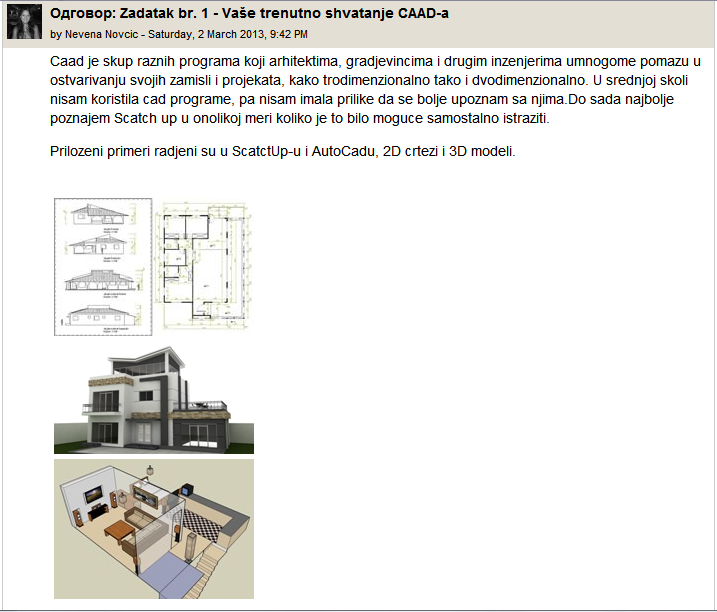 Одговор: Zadatak br. 1 - Vaše trenutno shvatanje CAAD-a
by Nevena Novcic - Saturday, 2 March 2013, 9:42 PM
Caad je skup raznih programa koji arhitektima, gradjevincima i drugim inzenjerima umnogome pomazu u
ostvarivanju svojih zamisli i projekata, kako trodimenzionalno tako i dvodimenzionalno. U srednjoj skoli
nisam koristila cad programe, pa nisam imala prilike da se bolje upoznam sa njima.Do sada najbolje
poznajem Scatch up u onolikoj meri koliko je to bilo moguce samostalno istraziti.
Prilozeni primeri radjeni su u ScatctUp-u i AutoCadu, 2D crtezi i 3D modeli.